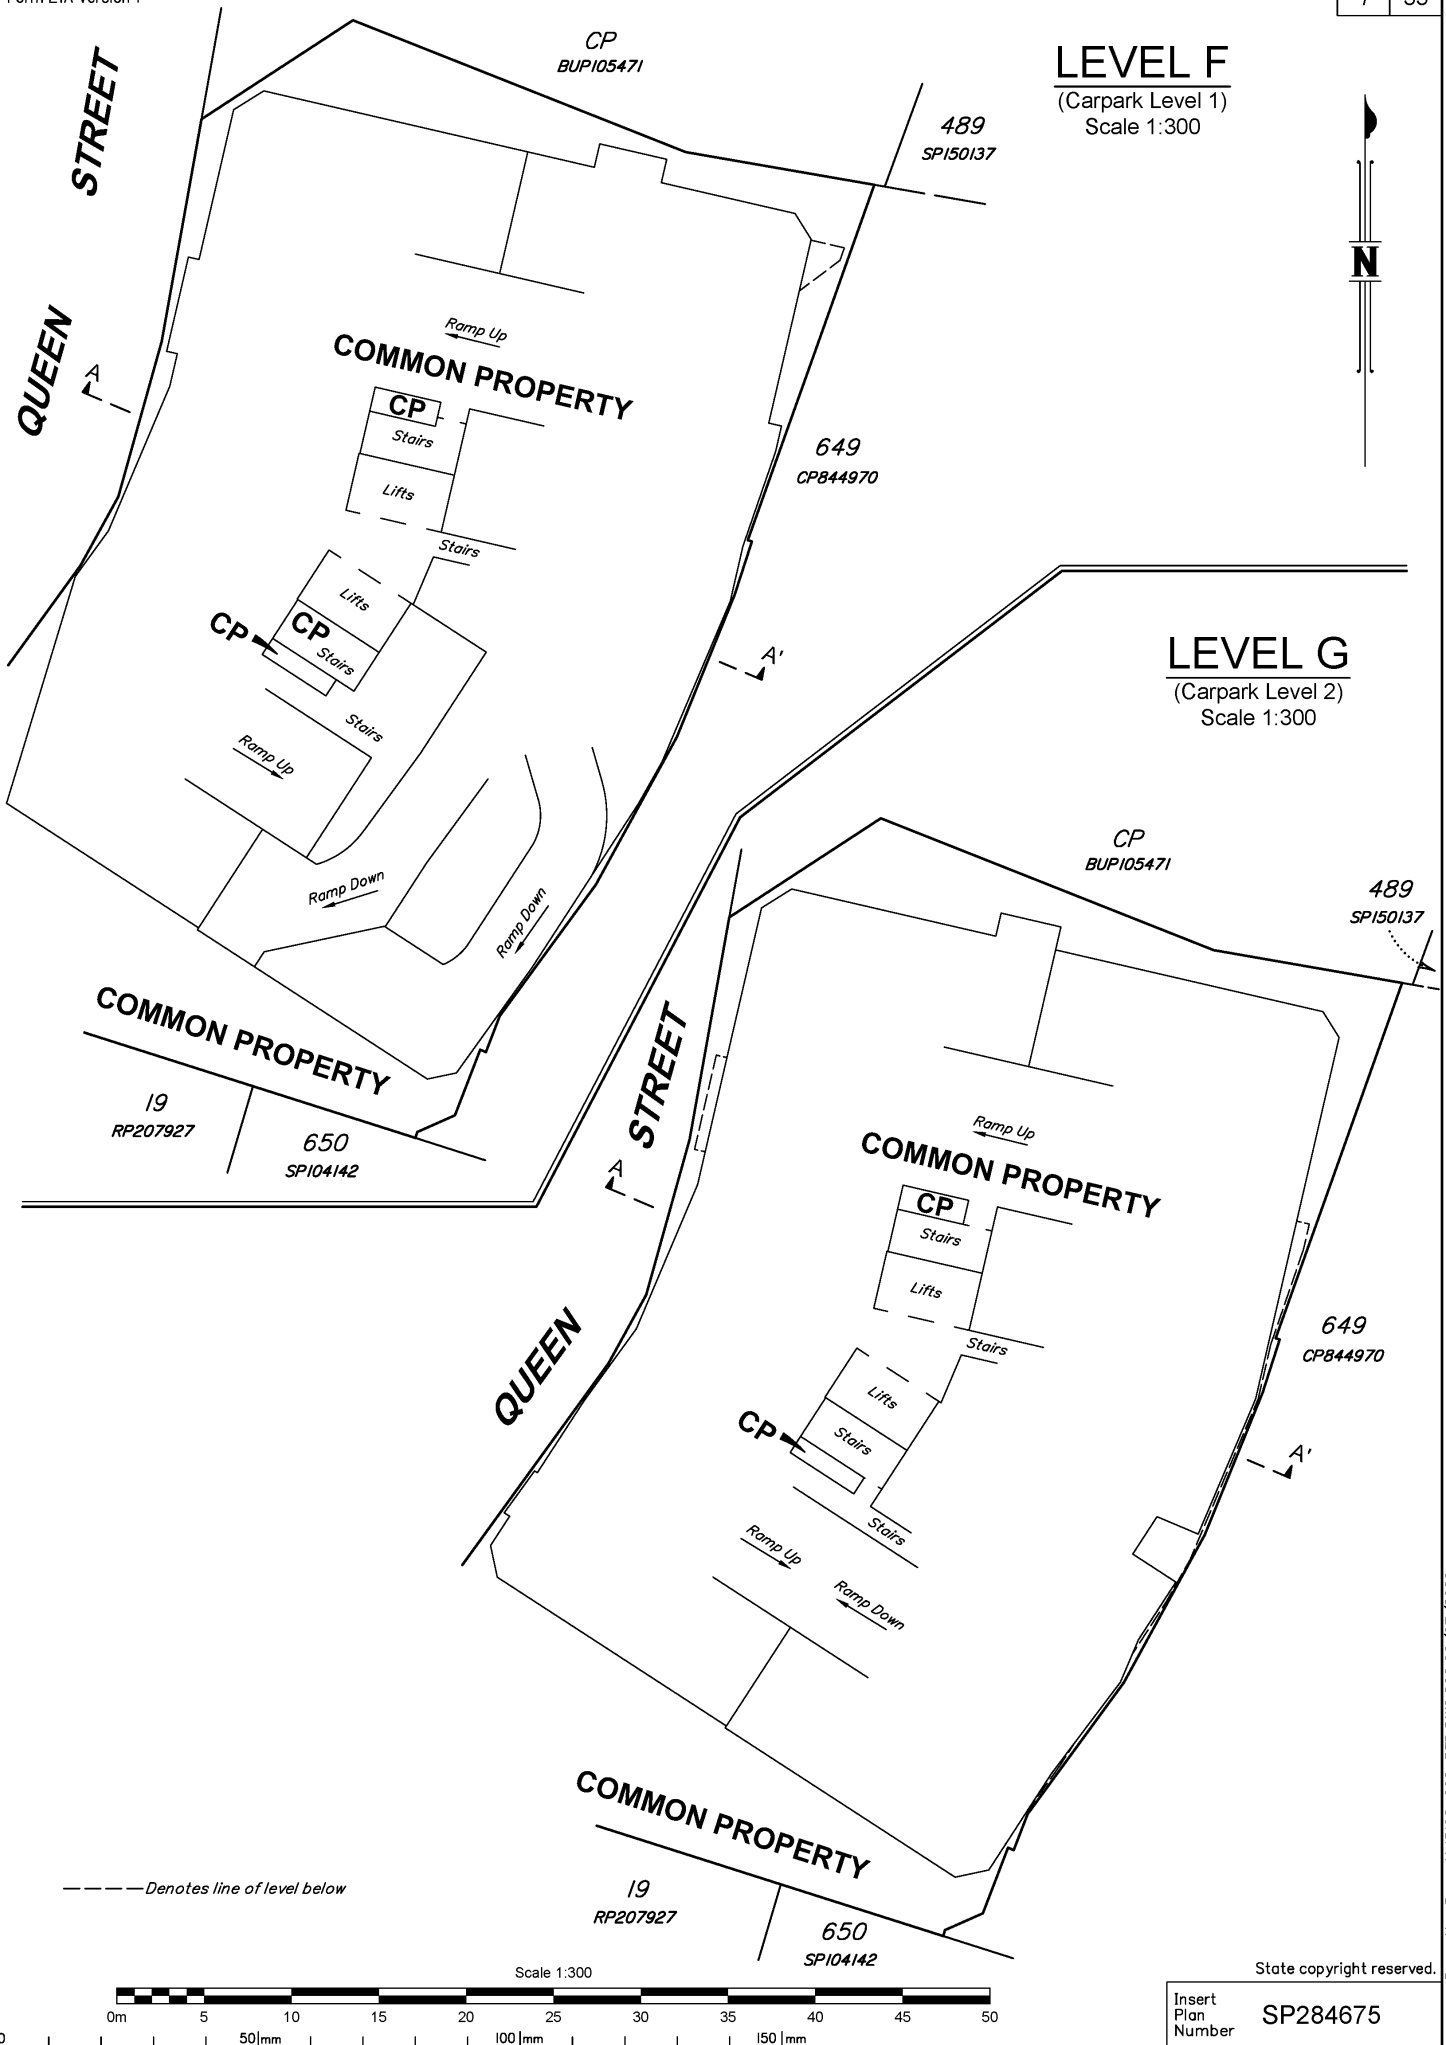 CP
BUP105471
LEVEL F
(Carpark Level 1)
Scale 1:300
489
SP150137
QUEEN STREET
N
Ramp Up
COMMON PROPERTY
A
CP
Stairs
Lifts
649
CP844970
Stairs
Lifts
CP
CP
Stairs
A'
Stairs
Ramp Up
Ramp Down
Ramp Down
COMMON PROPERTY
19
RP207927
650
SP104142
LEVEL G
(Carpark Level 2)
Scale 1:300
CP
BUP105471
489
SP150137
QUEEN STREET
Ramp Up
COMMON PROPERTY
A
CP
Stairs
Lifts
649
CP844970
Stairs
Lifts
CP
Stairs
A'
Stairs
Ramp Up
Ramp Down
COMMON PROPERTY
19
RP207927
650
SP104142
Denotes line of level below
Scale 1:300
0m 5 10 15 20 25 30 35 40 45 50
50 mm 100 mm 150 mm
State copyright reserved.
Insert
Plan
Number
SP284675